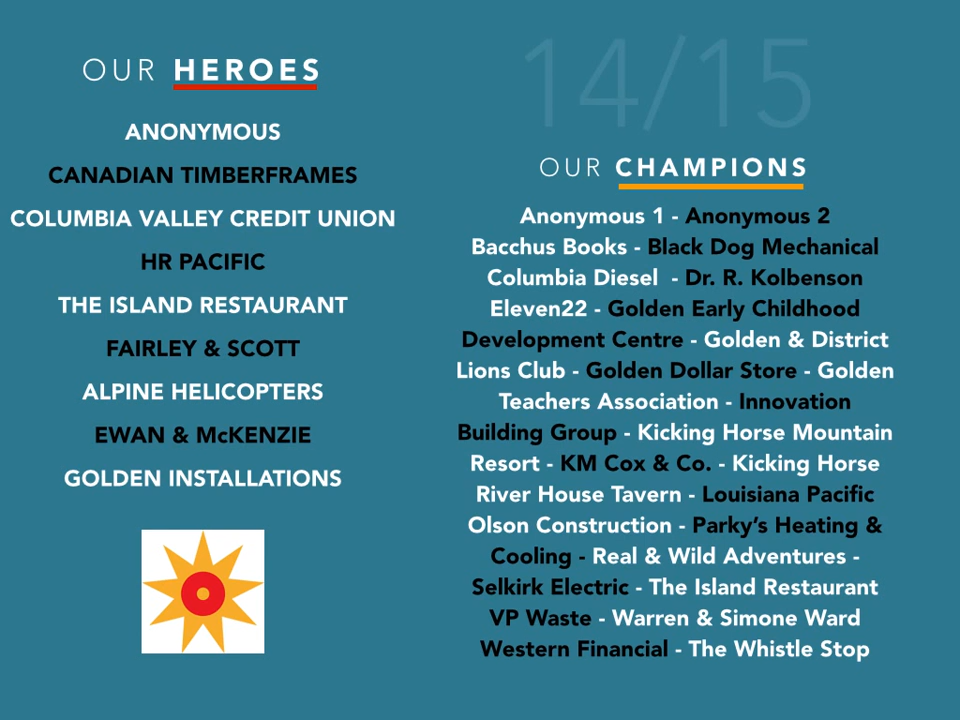 OUR HEROES
ANONYMOUS
CANADIAN TIMBERFRAMES
COLUMBIA VALLEY CREDIT UNION
HR PACIFIC
THE ISLAND RESTAURANT
FAIRLEY & SCOTT
ALPINE HELICOPTERS
EWAN & McKENZIE
GOLDEN INSTALLATIONS
14/15
OUR CHAMPIONS
Anonymous 1 - Anonymous 2
Bacchus Books - Black Dog Mechanical
Columbia Diesel - Dr. R. Kolbenson
Eleven22 - Golden Early Childhood
Development Centre - Golden & District
Lions Club - Golden Dollar Store - Golden
Teachers Association - Innovation
Building Group - Kicking Horse Mountain
Resort - KM Cox & Co. - Kicking Horse
River House Tavern - Louisiana Pacific
Olson Construction - Parky’s Heating &
Cooling - Real & Wild Adventures -
Selkirk Electric - The Island Restaurant
VP Waste - Warren & Simone Ward
Western Financial - The Whistle Stop